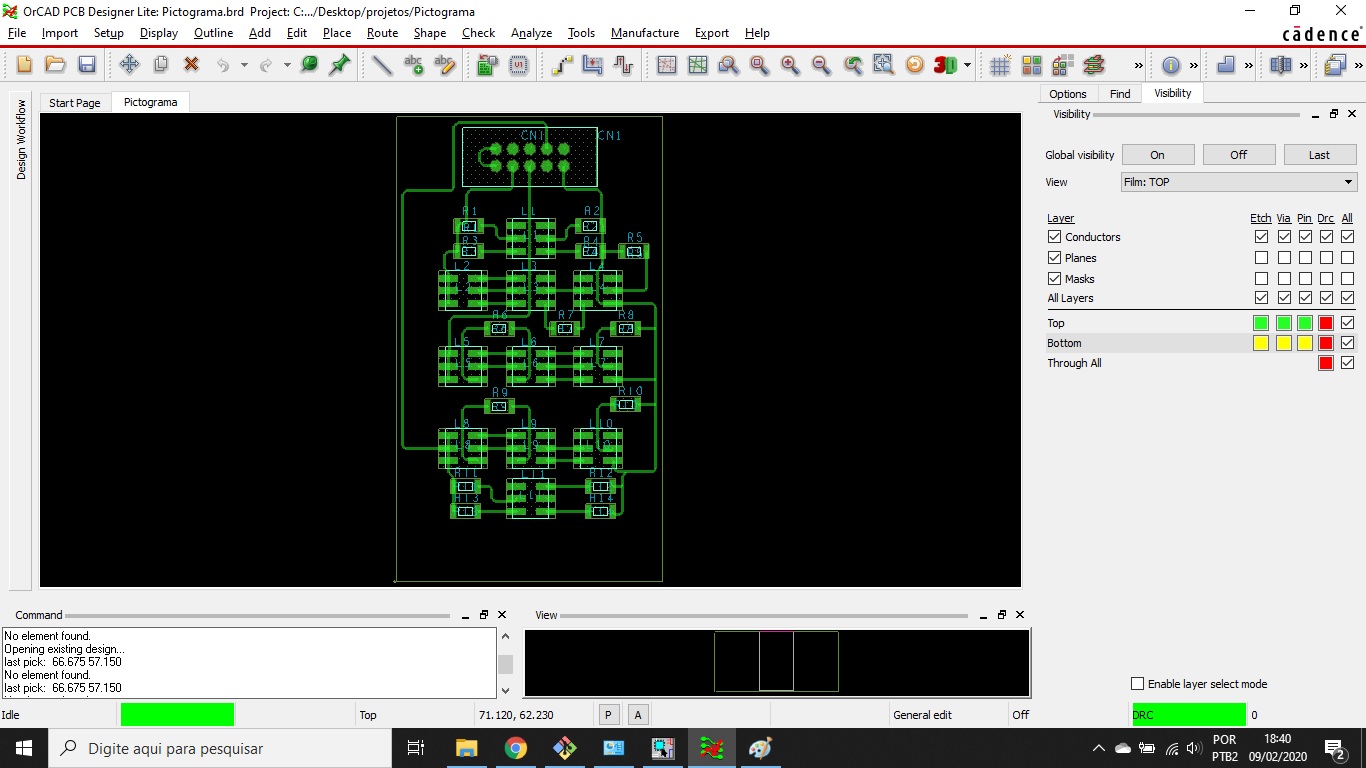 OrCAD PCB Designer Lite: Pictograma.brd Project: C:.../Desktop/projetos/Pictograma
File Import Setup Display Outline Add Edit Place Route Shape Check Analyze Tools Manufacture Export Help
cādence
Start Page Pictograma
Design Workflow
Options Find Visibility
Visibility
Global visibility On Off Last
View Film: TOP
Layer Etch Via Pin Drc All
Conductors
Planes
Masks
All Layers
Top
Bottom
Through All
Enable layer select mode
CN1 CN1
R1 L1 R2
R3 R4 R5
L2 L3 L4
R6 R7 R8
L5 L6 L7
R9 R10
L8 L9 L10
R11 L11 R12
R13 R14
Command
No element found.
Opening existing design...
last pick: 66.675 57.150
No element found.
last pick: 66.675 57.150
View
Idle Top 71.120, 62.230 P A General edit Off DRC 0
Digite aqui para pesquisar
POR
PTB2
18:40
09/02/2020
2